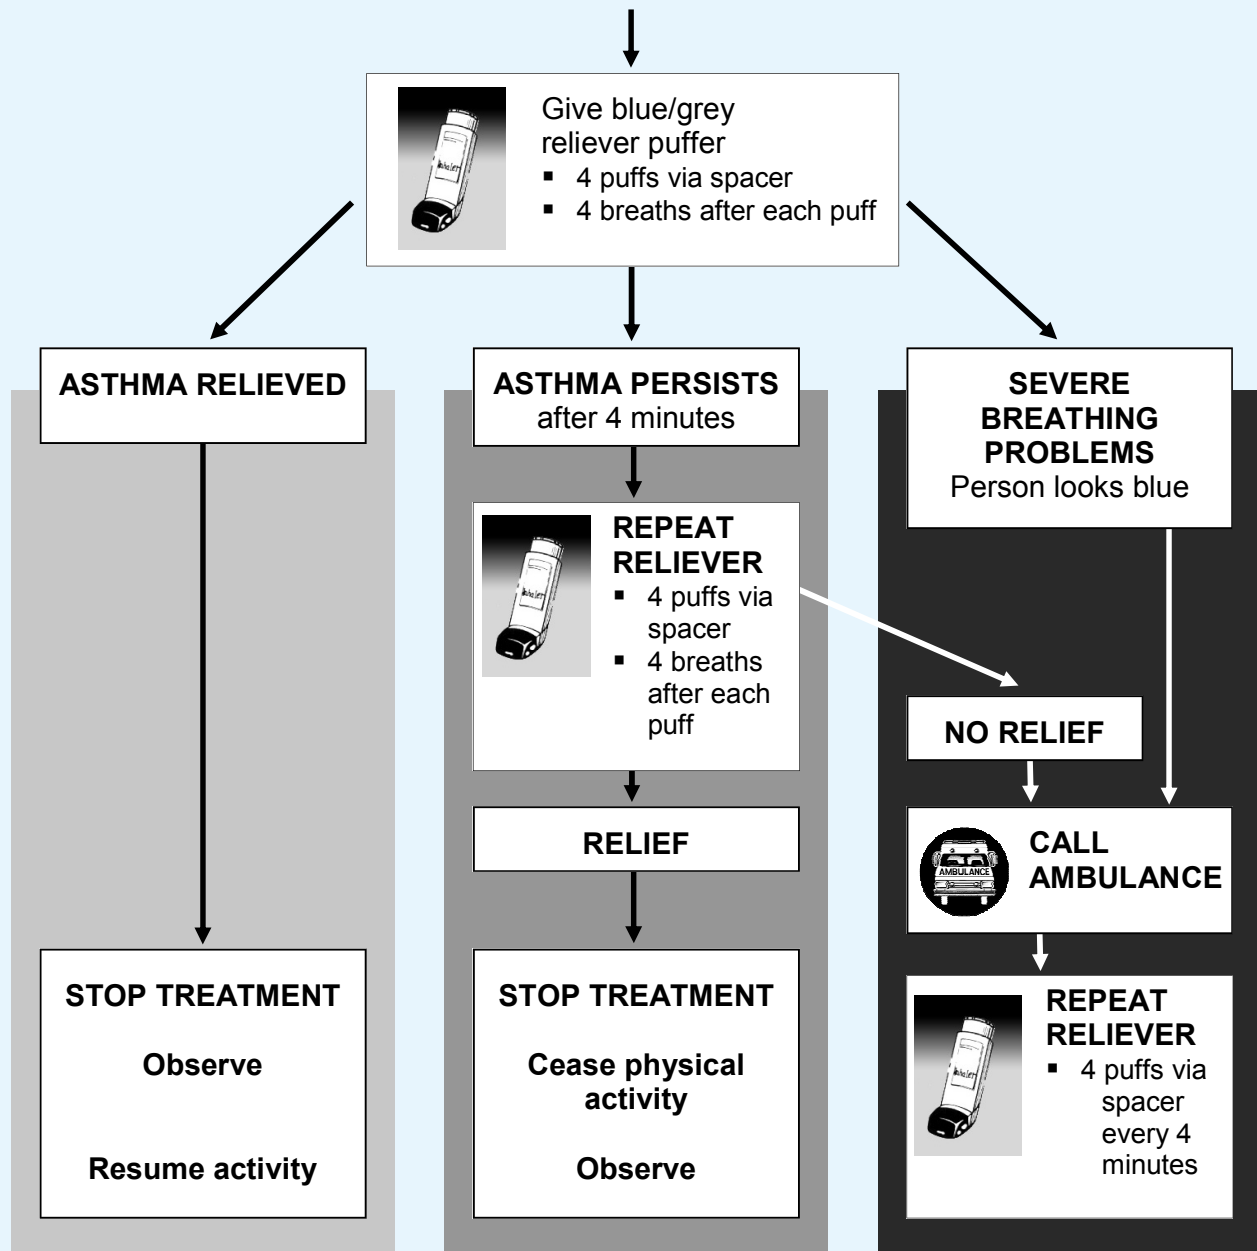 Give blue/grey
reliever puffer
▪ 4 puffs via spacer
▪ 4 breaths after each puff
Inhaler
ASTHMA RELIEVED
STOP TREATMENT
Observe
Resume activity
ASTHMA PERSISTS
after 4 minutes
REPEAT
RELIEVER
▪ 4 puffs via
spacer
▪ 4 breaths
after each
puff
Inhaler
RELIEF
STOP TREATMENT
Cease physical
activity
Observe
SEVERE
BREATHING
PROBLEMS
Person looks blue
NO RELIEF
CALL
AMBULANCE
AMBULANCE
REPEAT
RELIEVER
▪ 4 puffs via
spacer
every 4
minutes
Inhaler